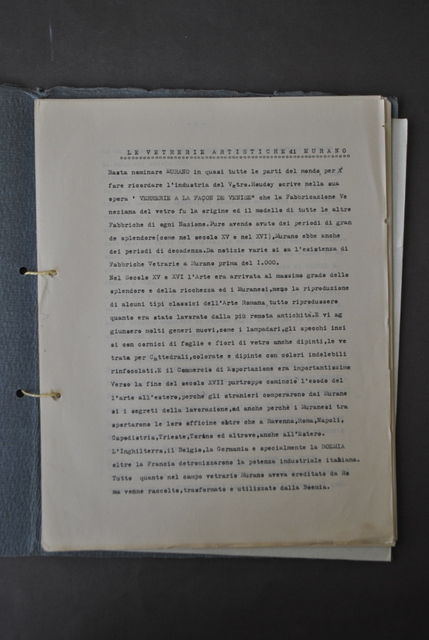 LE VETRERIE ARTISTICHE di MURANO
Basta nominare MURANO in quasi tutte le parti del mondo per
fare ricordare l'industria del Vetro. Houday scrive nella sua
opera " VERRERIE A LA FAÇON DE VENISE" che la Fabbricazione Ve
neziana del vetro fu la origine ed il modello di tutte le altre
Fabbriche di ogni Nazione. Pure avendo avuto dei periodi di gran
de splendore (come nel secolo XV e nel XVI), Murano ebbe anche
dei periodi di decadenza. Da notizie varie si sa l'esistenza di
Fabbriche Vetrarie a Murano prima del 1.000.
Nel Secolo XV e XVI l'Arte era arrivata al massimo grado dello
splendore e della ricchezza ed i Muranesi, meno la riproduzione
di alcuni tipi classici dell'Arte Romana, tutto riprodussero
quanto era stato lavorato dalla più remota antichità. E vi ag
giunsero molti generi nuovi, come i lampadari, gli specchi inci
si con cornici di foglie e fiori di vetro anche dipinti, le ve
trate per Cattedrali, colorate e dipinte con colori indelebili
rinfocolati. E il Commercio di Esportazione era importantissimo
Verso la fine del secolo XVII purtroppo cominciò l'esodo del
l'arte all'estero, perchè gli stranieri comperarono dai Murane
si i segreti della lavorazione, ed anche perchè i Muranesi tra
sportarono le loro officine oltre che a Ravenna, Roma, Napoli,
Capodistria, Trieste, Torino ed altrove, anche all'Estero.
L'Inghilterra, il Belgio, la Germania e specialmente la BOEMIA
oltre la Francia detronizzarono la potenza industriale italiana.
Tutto quanto nel campo vetrario Murano aveva ereditato da Ro
ma venne raccolto, trasformato e utilizzato dalla Boemia.